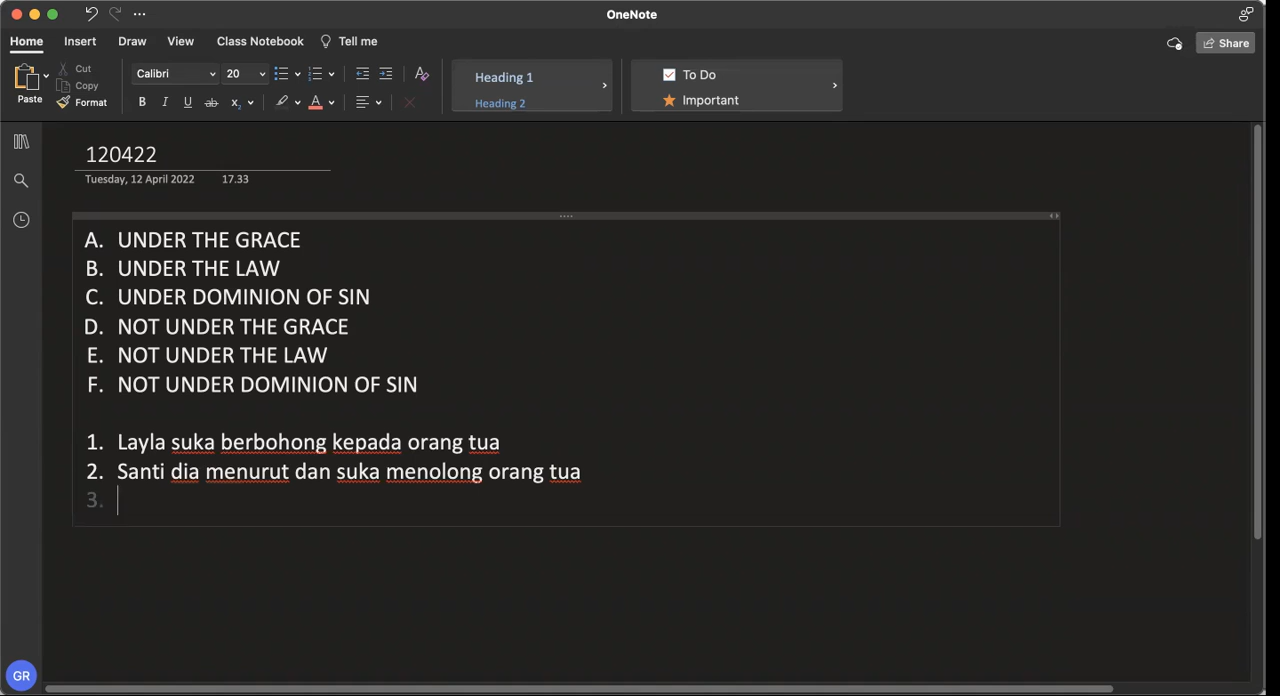 OneNote
Home Insert Draw View Class Notebook Tell me
Share
Paste
Cut
Copy
Format
Calibri 20
Heading 1
Heading 2
To Do
Important
120422
Tuesday, 12 April 2022 17.33
A. UNDER THE GRACE
B. UNDER THE LAW
C. UNDER DOMINION OF SIN
D. NOT UNDER THE GRACE
E. NOT UNDER THE LAW
F. NOT UNDER DOMINION OF SIN
1. Layla suka berbohong kepada orang tua
2. Santi dia menurut dan suka menolong orang tua
3.
GR